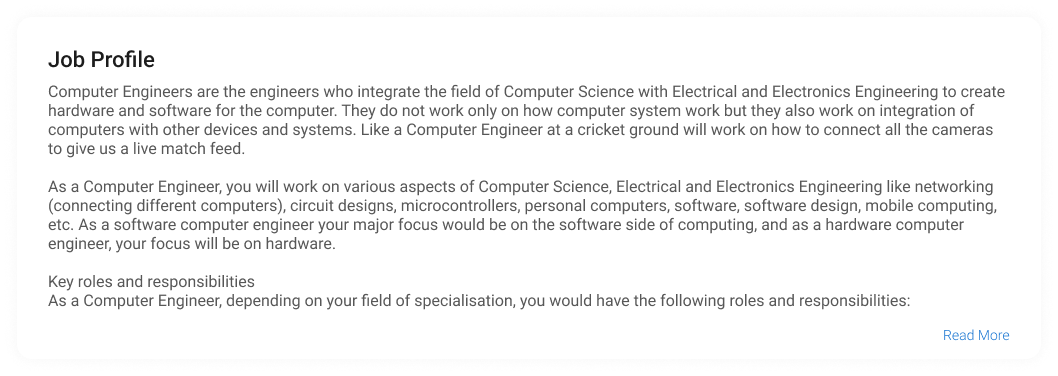 Job Profile
Computer Engineers are the engineers who integrate the field of Computer Science with Electrical and Electronics Engineering to create
hardware and software for the computer. They do not work only on how computer system work but they also work on integration of
computers with other devices and systems. Like a Computer Engineer at a cricket ground will work on how to connect all the cameras
to give us a live match feed.
As a Computer Engineer, you will work on various aspects of Computer Science, Electrical and Electronics Engineering like networking
(connecting different computers), circuit designs, microcontrollers, personal computers, software, software design, mobile computing,
etc. As a software computer engineer your major focus would be on the software side of computing, and as a hardware computer
engineer, your focus will be on hardware.
Key roles and responsibilities
As a Computer Engineer, depending on your field of specialisation, you would have the following roles and responsibilities:
Read More